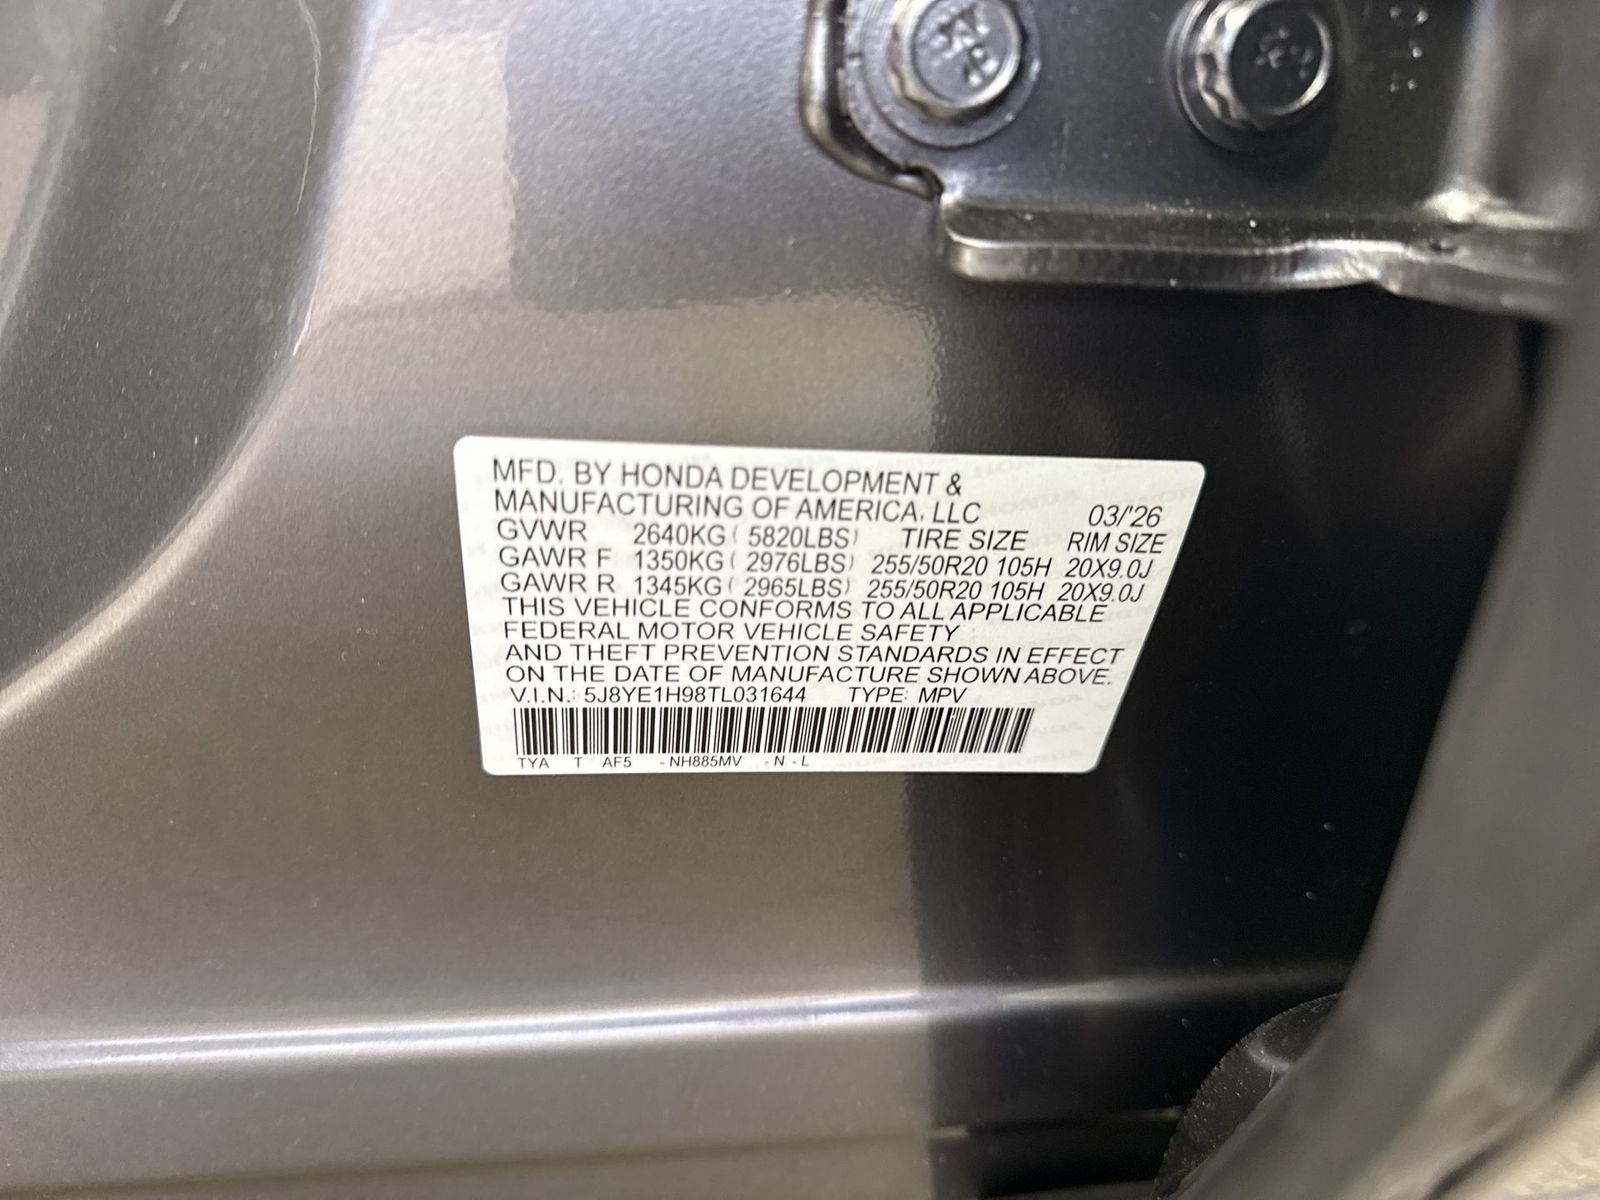 MFD. BY HONDA DEVELOPMENT &
MANUFACTURING OF AMERICA, LLC 03/'26
GVWR 2640KG ( 5820LBS) TIRE SIZE RIM SIZE
GAWR F 1350KG ( 2976LBS) 255/50R20 105H 20X9.0J
GAWR R 1345KG ( 2965LBS) 255/50R20 105H 20X9.0J
THIS VEHICLE CONFORMS TO ALL APPLICABLE
FEDERAL MOTOR VEHICLE SAFETY
AND THEFT PREVENTION STANDARDS IN EFFECT
ON THE DATE OF MANUFACTURE SHOWN ABOVE.
V.I.N.: 5J8YE1H98TL031644 TYPE: MPV
TYA T AF5 -NH885MV -N -L